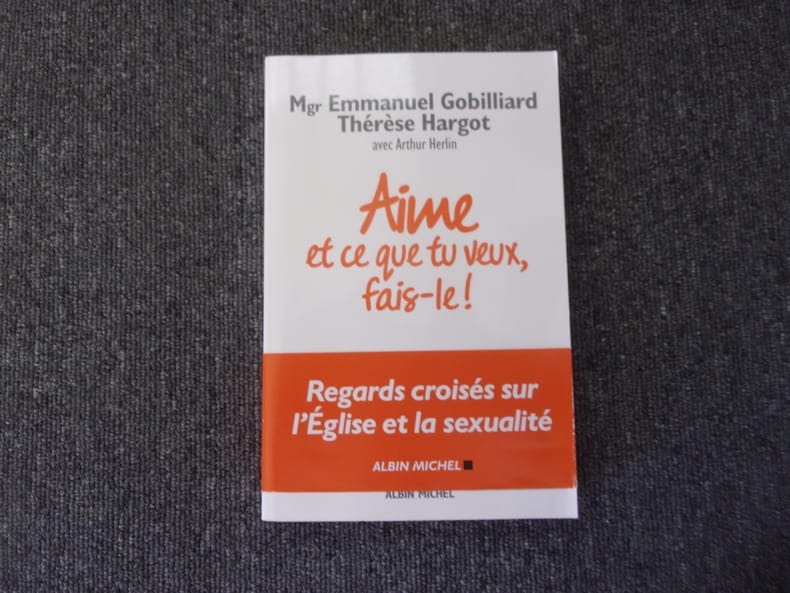 Mgr Emmanuel Gobilliard
Thérèse Hargot
avec Arthur Herlin
Aime
et ce que tu veux,
fais-le !
Regards croisés sur
l'Église et la sexualité
ALBIN MICHEL
ALBIN MICHEL